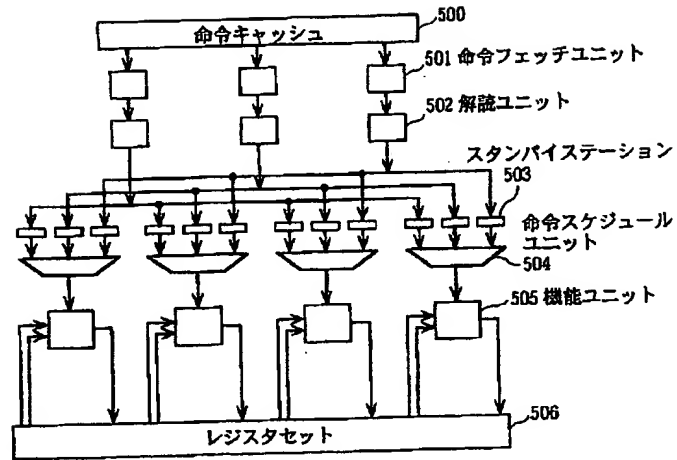 500
命令キャッシュ
501 命令フェッチユニット
502 解読ユニット
スタンバイステーション
503
命令スケジュール
ユニット
504
505 機能ユニット
506
レジスタセット